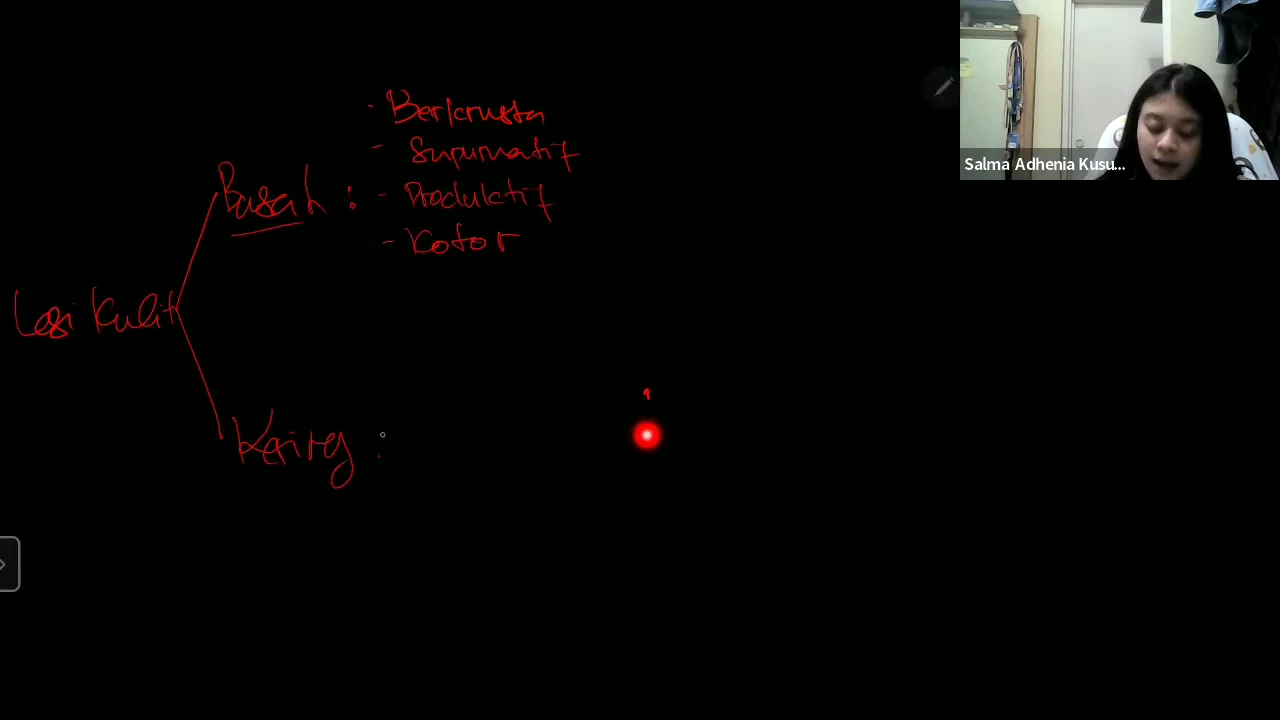 - Berkrusta
- Supuratif
Basah : - Produktif
- Kotor
Lesi Kulit
Kering :
Salma Adhenia Kusu...